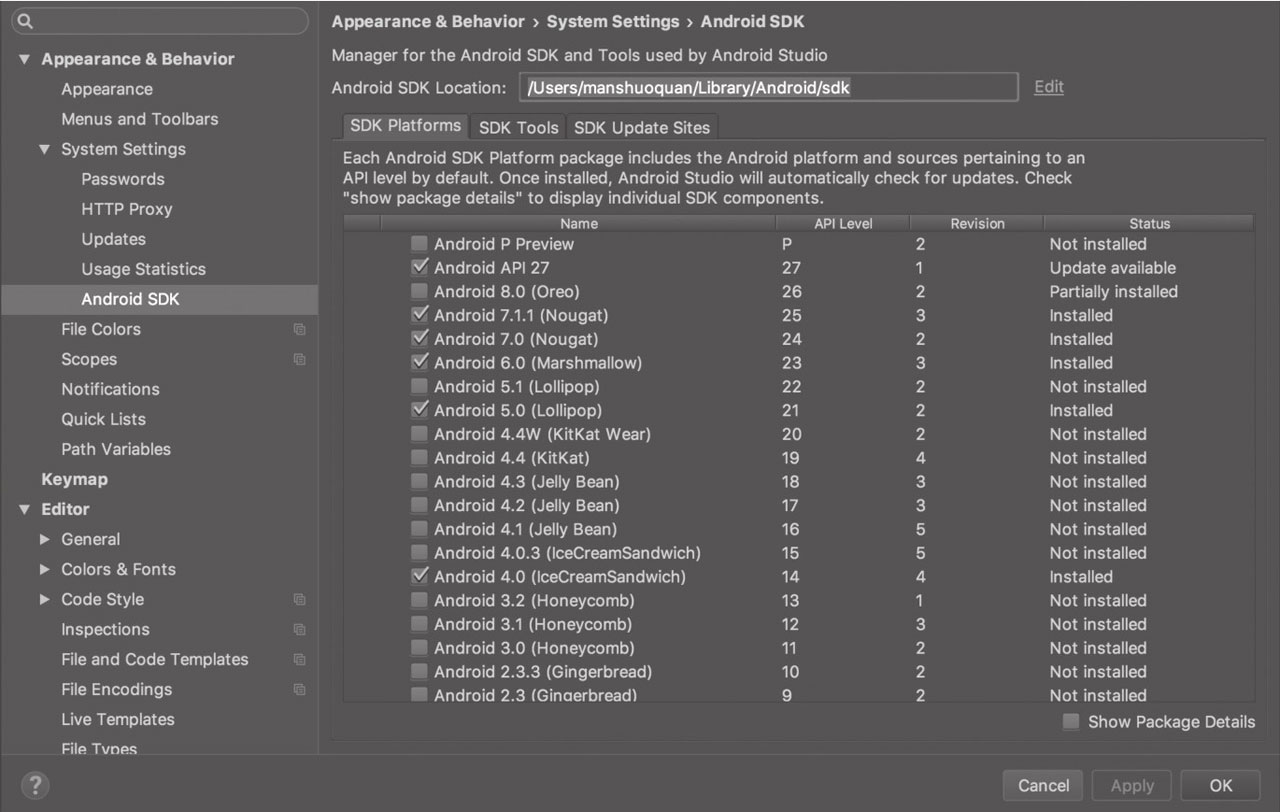 Appearance & Behavior
Appearance
Menus and Toolbars
System Settings
Passwords
HTTP Proxy
Updates
Usage Statistics
Android SDK
File Colors
Scopes
Notifications
Quick Lists
Path Variables
Keymap
Editor
General
Colors & Fonts
Code Style
Inspections
File and Code Templates
File Encodings
Live Templates
File Types
Appearance & Behavior › System Settings › Android SDK
Manager for the Android SDK and Tools used by Android Studio
Android SDK Location: /Users/manshuoquan/Library/Android/sdk Edit
SDK Platforms SDK Tools SDK Update Sites
Each Android SDK Platform package includes the Android platform and sources pertaining to an
API level by default. Once installed, Android Studio will automatically check for updates. Check
"show package details" to display individual SDK components.
Name API Level Revision Status
Android P Preview P 2 Not installed
Android API 27 27 1 Update available
Android 8.0 (Oreo) 26 2 Partially installed
Android 7.1.1 (Nougat) 25 3 Installed
Android 7.0 (Nougat) 24 2 Installed
Android 6.0 (Marshmallow) 23 3 Installed
Android 5.1 (Lollipop) 22 2 Not installed
Android 5.0 (Lollipop) 21 2 Installed
Android 4.4W (KitKat Wear) 20 2 Not installed
Android 4.4 (KitKat) 19 4 Not installed
Android 4.3 (Jelly Bean) 18 3 Not installed
Android 4.2 (Jelly Bean) 17 3 Not installed
Android 4.1 (Jelly Bean) 16 5 Not installed
Android 4.0.3 (IceCreamSandwich) 15 5 Not installed
Android 4.0 (IceCreamSandwich) 14 4 Installed
Android 3.2 (Honeycomb) 13 1 Not installed
Android 3.1 (Honeycomb) 12 3 Not installed
Android 3.0 (Honeycomb) 11 2 Not installed
Android 2.3.3 (Gingerbread) 10 2 Not installed
Android 2.3 (Gingerbread) 9 2 Not installed
Show Package Details
?
Cancel Apply OK